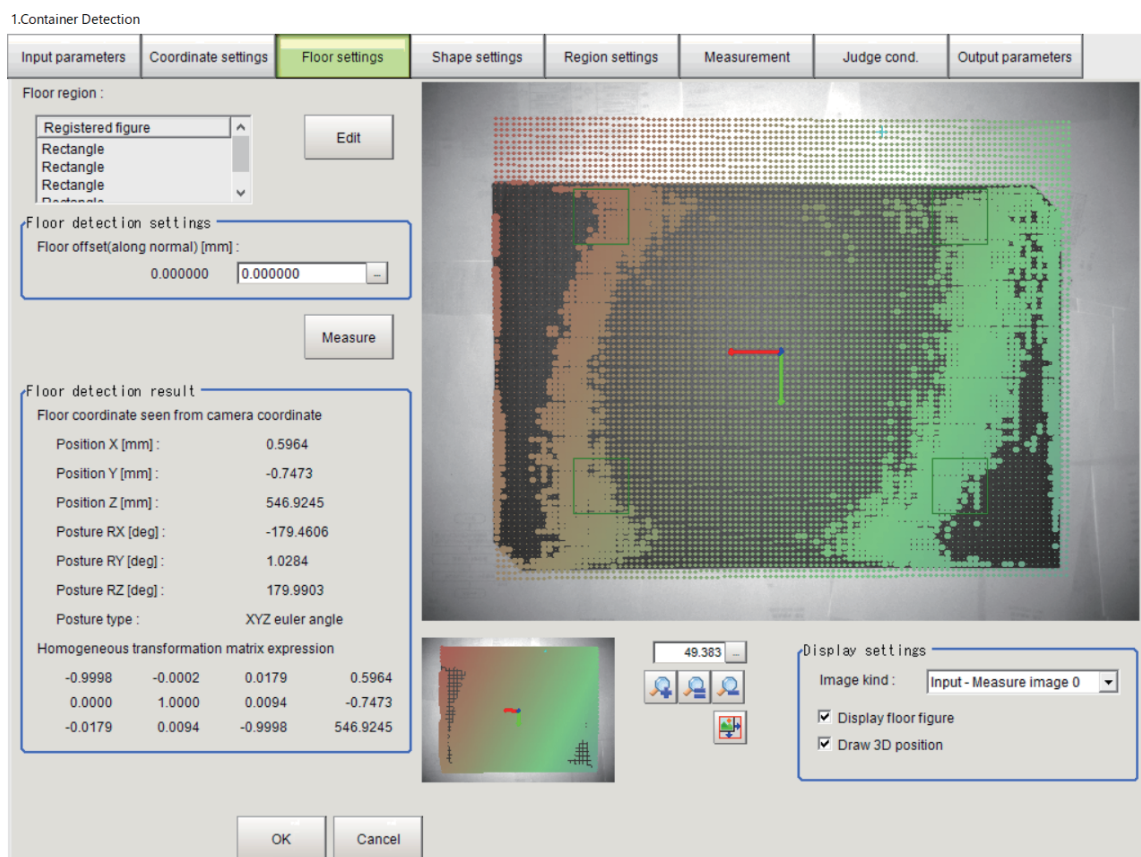 1.Container Detection
Input parameters Coordinate settings Floor settings Shape settings Region settings Measurement Judge cond. Output parameters
Floor region :
Registered figure
Rectangle
Rectangle
Rectangle
Rectangle
Edit
Floor detection settings
Floor offset(along normal) [mm] :
0.000000 0.000000 ...
Measure
Floor detection result
Floor coordinate seen from camera coordinate
Position X [mm] : 0.5964
Position Y [mm] : -0.7473
Position Z [mm] : 546.9245
Posture RX [deg] : -179.4606
Posture RY [deg] : 1.0284
Posture RZ [deg] : 179.9903
Posture type : XYZ euler angle
Homogeneous transformation matrix expression
-0.9998 -0.0002 0.0179 0.5964
0.0000 1.0000 0.0094 -0.7473
-0.0179 0.0094 -0.9998 546.9245
49.383 ...
Display settings
Image kind : Input - Measure image 0
Display floor figure
Draw 3D position
OK Cancel